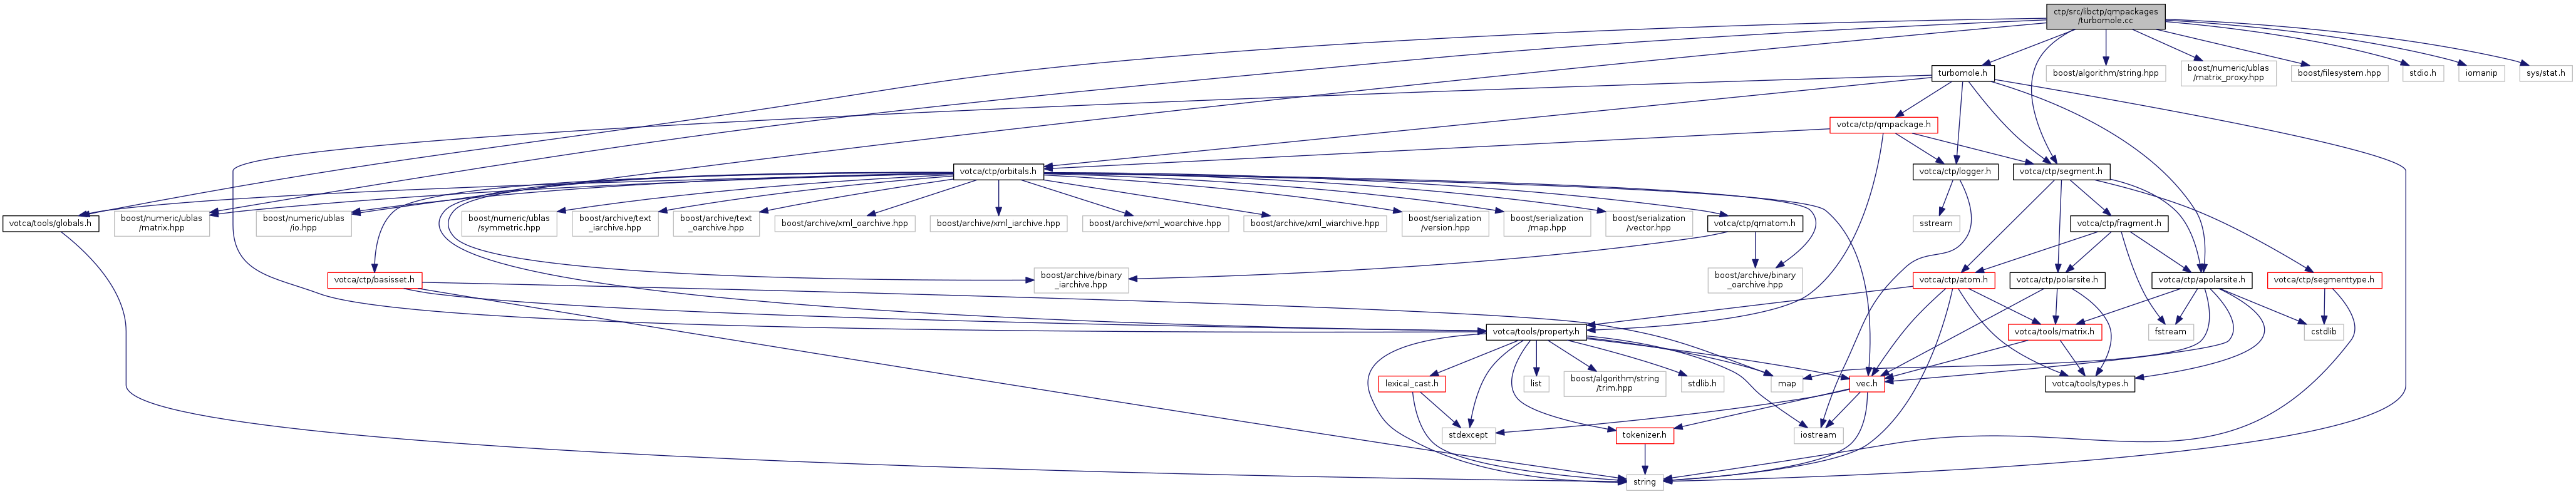 ctp/src/libctp/qmpackages
/turbomole.cc
turbomole.h
boost/algorithm/string.hpp
boost/numeric/ublas
/matrix_proxy.hpp
boost/filesystem.hpp
stdio.h
iomanip
sys/stat.h
votca/ctp/qmpackage.h
votca/ctp/orbitals.h
votca/ctp/logger.h
votca/ctp/segment.h
votca/tools/globals.h
boost/numeric/ublas
/matrix.hpp
boost/numeric/ublas
/io.hpp
boost/numeric/ublas
/symmetric.hpp
boost/archive/text
_iarchive.hpp
boost/archive/text
_oarchive.hpp
boost/archive/xml_oarchive.hpp
boost/archive/xml_iarchive.hpp
boost/archive/xml_woarchive.hpp
boost/archive/xml_wiarchive.hpp
boost/serialization
/version.hpp
boost/serialization
/map.hpp
boost/serialization
/vector.hpp
votca/ctp/qmatom.h
sstream
votca/ctp/fragment.h
votca/ctp/basisset.h
boost/archive/binary
_iarchive.hpp
boost/archive/binary
_oarchive.hpp
votca/ctp/atom.h
votca/ctp/polarsite.h
votca/ctp/apolarsite.h
votca/ctp/segmenttype.h
votca/tools/property.h
votca/tools/matrix.h
fstream
cstdlib
lexical_cast.h
list
boost/algorithm/string
/trim.hpp
stdlib.h
map
vec.h
votca/tools/types.h
stdexcept
tokenizer.h
iostream
string